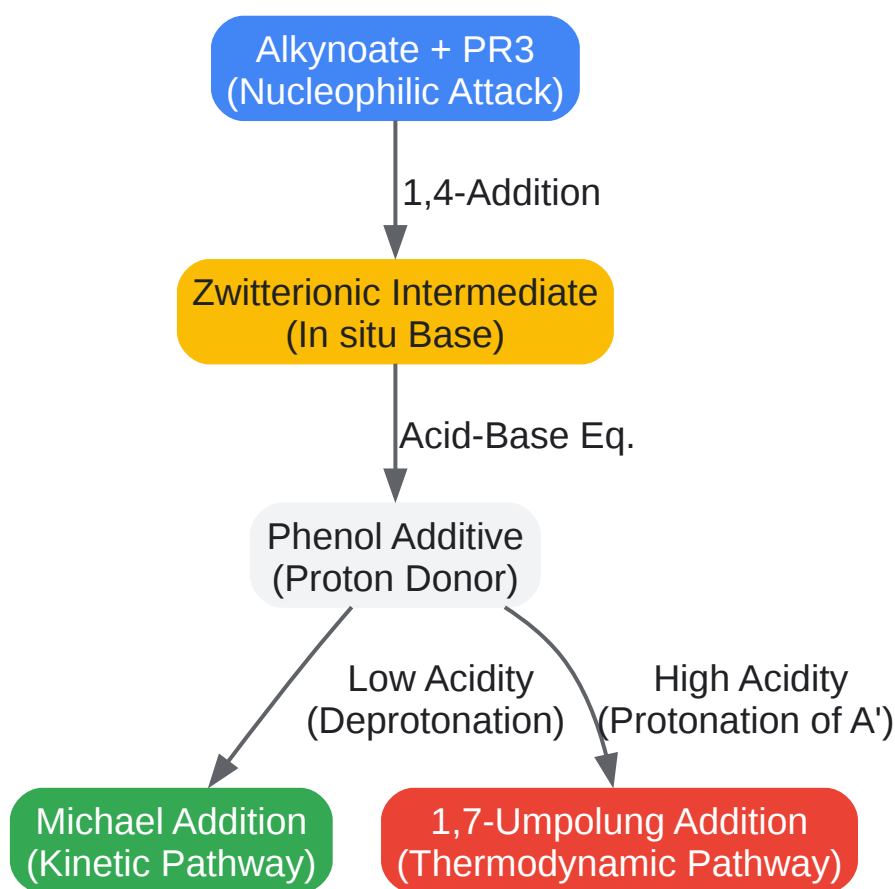 Alkynoate + PR3
(Nucleophilic Attack)
1,4-Addition
Zwitterionic Intermediate
(In situ Base)
Acid-Base Eq.
Phenol Additive
(Proton Donor)
Low Acidity
(Deprotonation)
High Acidity
(Protonation of A')
Michael Addition
(Kinetic Pathway)
1,7-Umpolung Addition
(Thermodynamic Pathway)